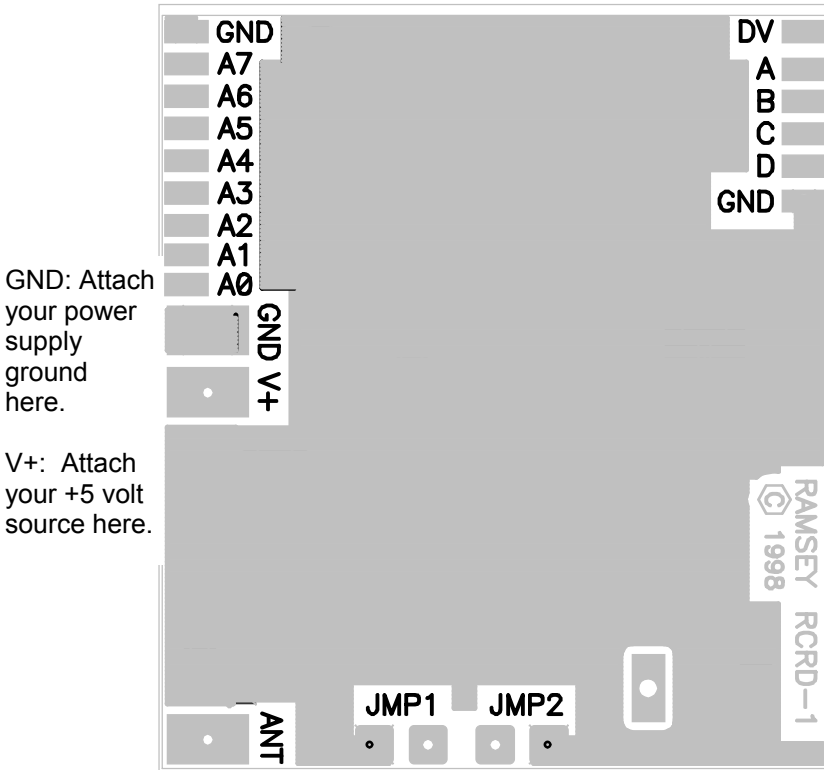 GND
A7
A6
A5
A4
A3
A2
A1
A0
GND V+
GND: Attach
your power
supply
ground
here.
V+: Attach
your +5 volt
source here.
DV
A
B
C
D
GND
RAMSEY RCRD-1
© 1998
ANT
JMP1
JMP2